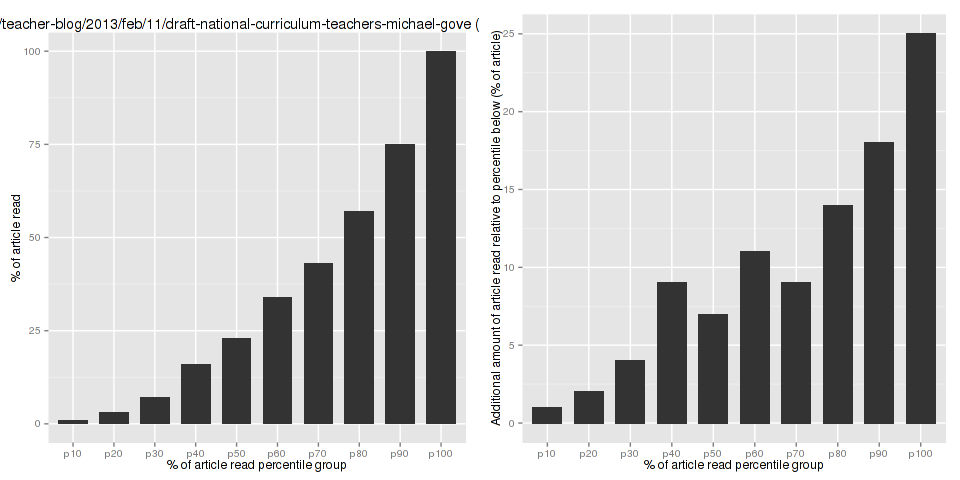 /teacher-blog/2013/feb/11/draft-national-curriculum-teachers-michael-gove (
% of article read
100
75
50
25
0
p10 p20 p30 p40 p50 p60 p70 p80 p90 p100
% of article read percentile group
Additional amount of article read relative to percentile below (% of article)
25
20
15
10
5
0
p10 p20 p30 p40 p50 p60 p70 p80 p90 p100
% of article read percentile group